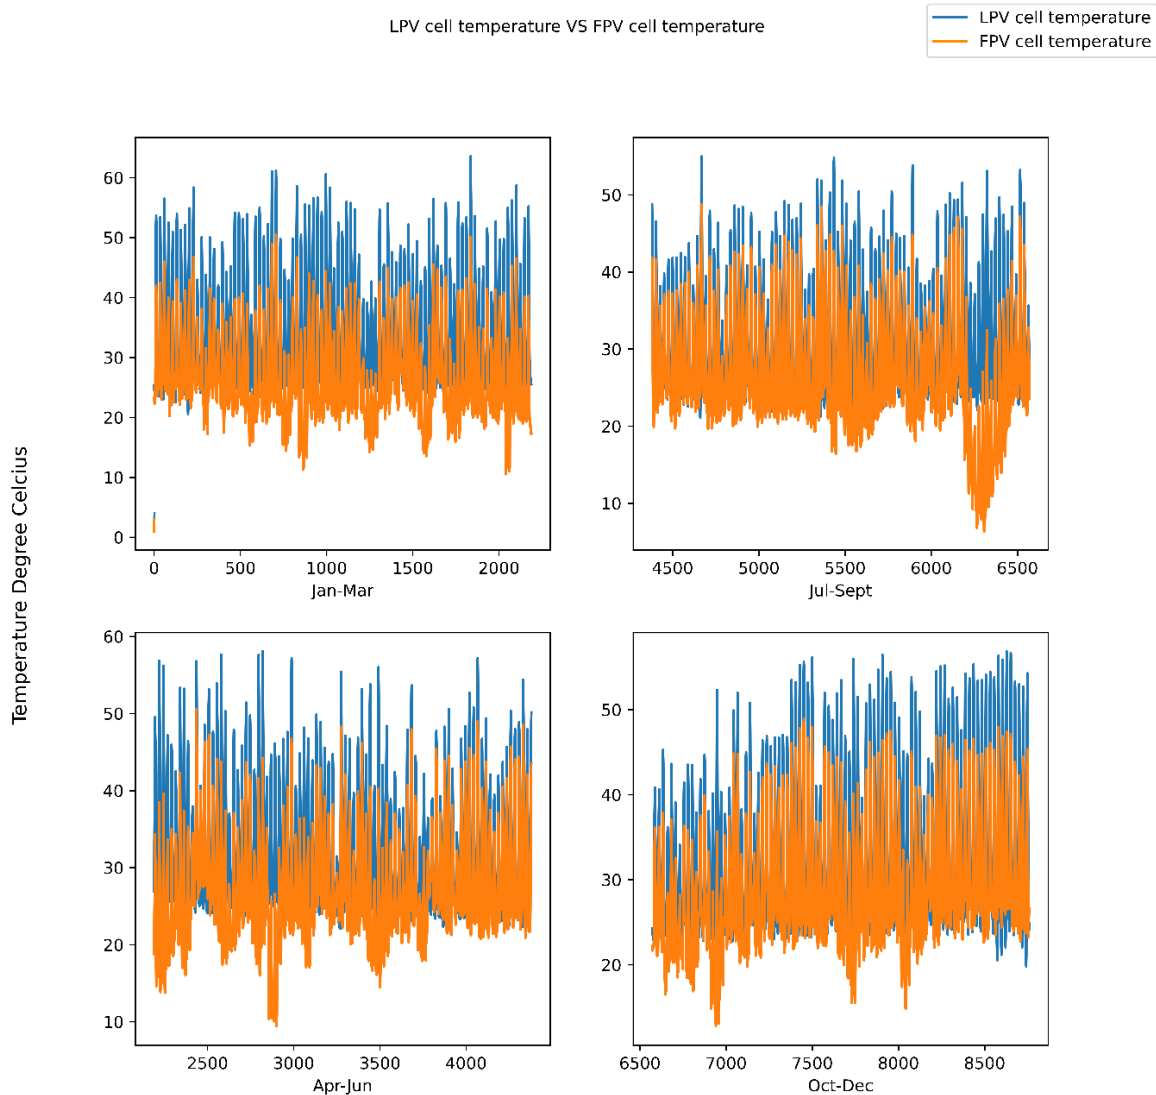 LPV cell temperature VS FPV cell temperature
LPV cell temperature
FPV cell temperature
Temperature Degree Celcius
60
50
40
30
20
10
0
0 500 1000 1500 2000
Jan-Mar
50
40
30
20
10
4500 5000 5500 6000 6500
Jul-Sept
60
50
40
30
20
10
2500 3000 3500 4000
Apr-Jun
50
40
30
20
6500 7000 7500 8000 8500
Oct-Dec